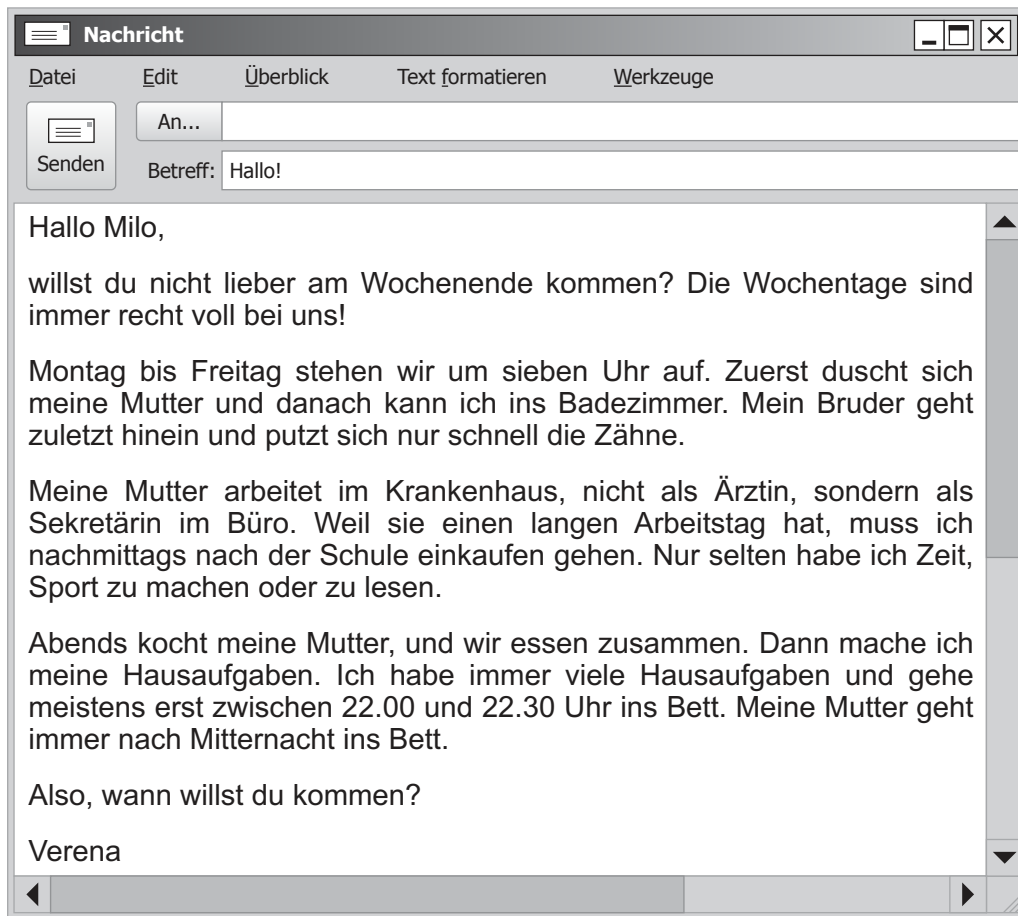 Nachricht
Datei Edit Überblick Text formatieren Werkzeuge
An...
Senden
Betreff: Hallo!
Hallo Milo,
willst du nicht lieber am Wochenende kommen? Die Wochentage sind
immer recht voll bei uns!
Montag bis Freitag stehen wir um sieben Uhr auf. Zuerst duscht sich
meine Mutter und danach kann ich ins Badezimmer. Mein Bruder geht
zuletzt hinein und putzt sich nur schnell die Zähne.
Meine Mutter arbeitet im Krankenhaus, nicht als Ärztin, sondern als
Sekretärin im Büro. Weil sie einen langen Arbeitstag hat, muss ich
nachmittags nach der Schule einkaufen gehen. Nur selten habe ich Zeit,
Sport zu machen oder zu lesen.
Abends kocht meine Mutter, und wir essen zusammen. Dann mache ich
meine Hausaufgaben. Ich habe immer viele Hausaufgaben und gehe
meistens erst zwischen 22.00 und 22.30 Uhr ins Bett. Meine Mutter geht
immer nach Mitternacht ins Bett.
Also, wann willst du kommen?
Verena